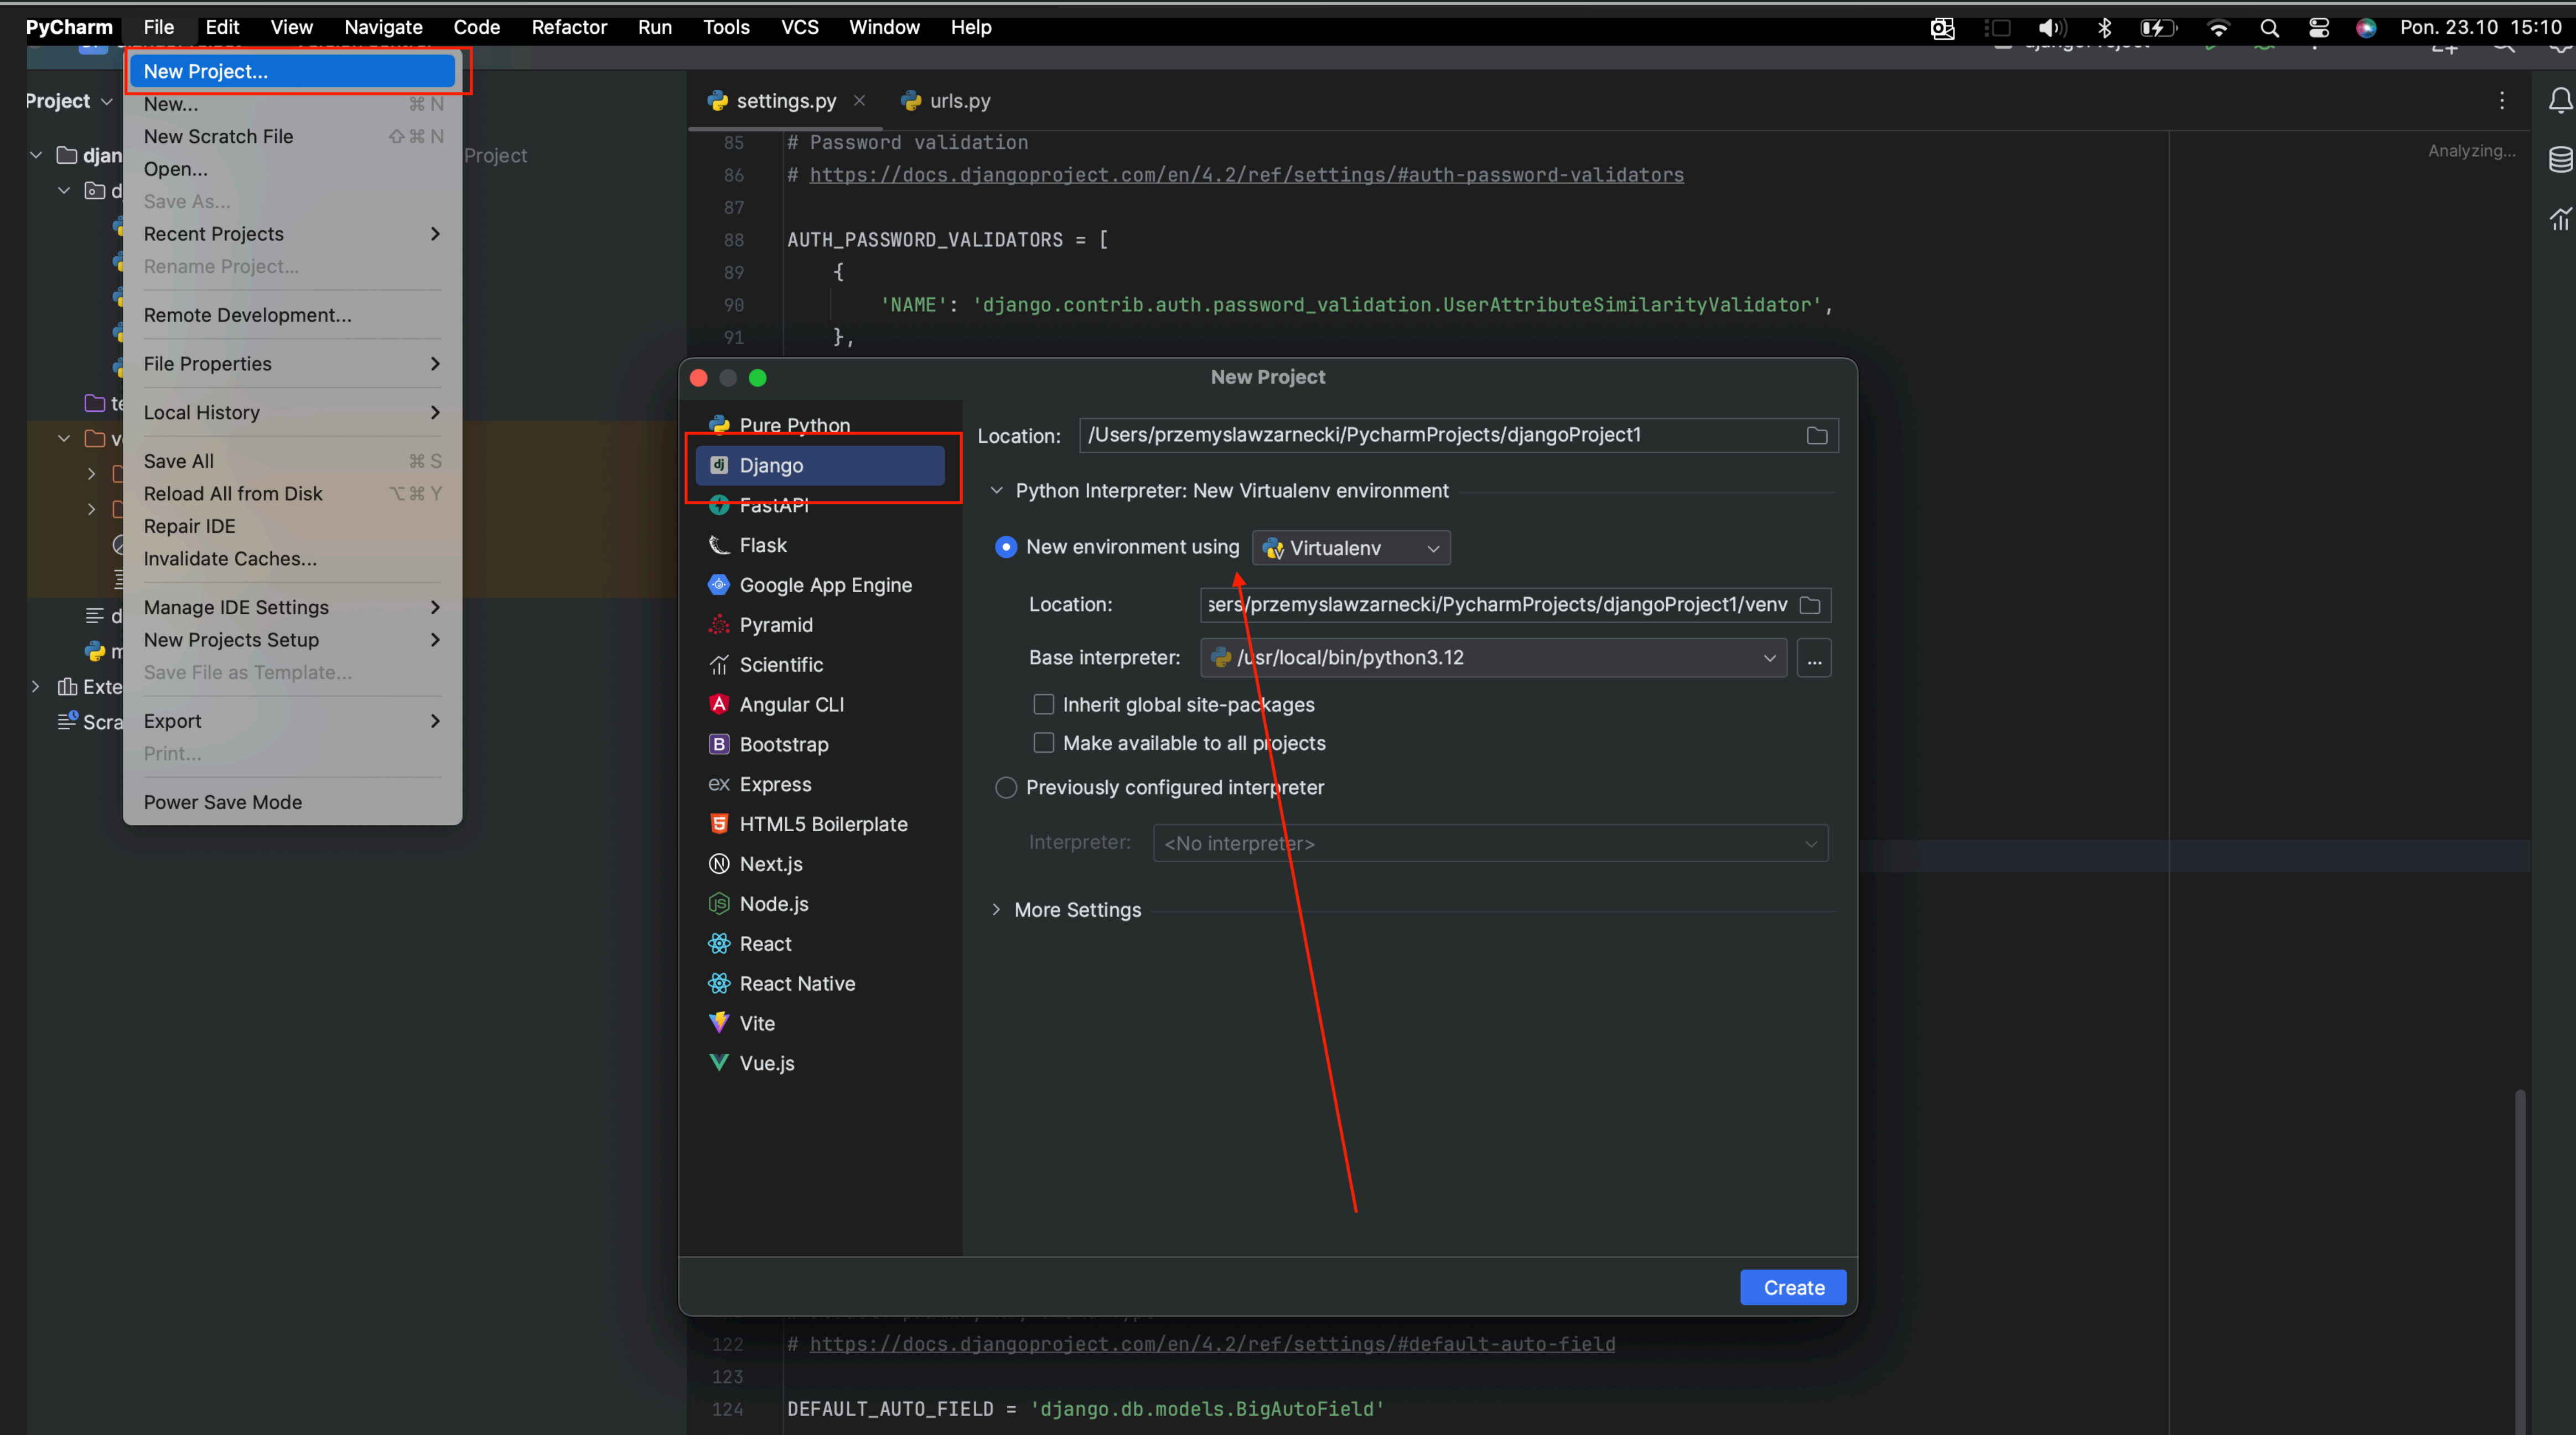 PyCharm File Edit View Navigate Code Refactor Run Tools VCS Window Help Pon. 23.10 15:10
New Project...
New... ⌘ N
New Scratch File ⇧ ⌘ N
Open...
Save As...
Recent Projects
Rename Project...
Remote Development...
File Properties
Local History
Save All ⌘ S
Reload All from Disk ⌥ ⌘ Y
Repair IDE
Invalidate Caches...
Manage IDE Settings
New Projects Setup
Save File as Template...
Export
Print...
Power Save Mode
Project
djan Project
d
te
v
d
m
Exte
Scra
settings.py urls.py
Analyzing...
85 # Password validation
86 # https://docs.djangoproject.com/en/4.2/ref/settings/#auth-password-validators
87
88 AUTH_PASSWORD_VALIDATORS = [
89 {
90 'NAME': 'django.contrib.auth.password_validation.UserAttributeSimilarityValidator',
91 },
New Project
Pure Python
Django
FastAPI
Flask
Google App Engine
Pyramid
Scientific
Angular CLI
Bootstrap
Express
HTML5 Boilerplate
Next.js
Node.js
React
React Native
Vite
Vue.js
Location: /Users/przemyslawzarnecki/PycharmProjects/djangoProject1
Python Interpreter: New Virtualenv environment
New environment using Virtualenv
Location: sers/przemyslawzarnecki/PycharmProjects/djangoProject1/venv
Base interpreter: /usr/local/bin/python3.12 ...
Inherit global site-packages
Make available to all projects
Previously configured interpreter
Interpreter: <No interpreter>
More Settings
Create
122 # https://docs.djangoproject.com/en/4.2/ref/settings/#default-auto-field
123
124 DEFAULT_AUTO_FIELD = 'django.db.models.BigAutoField'